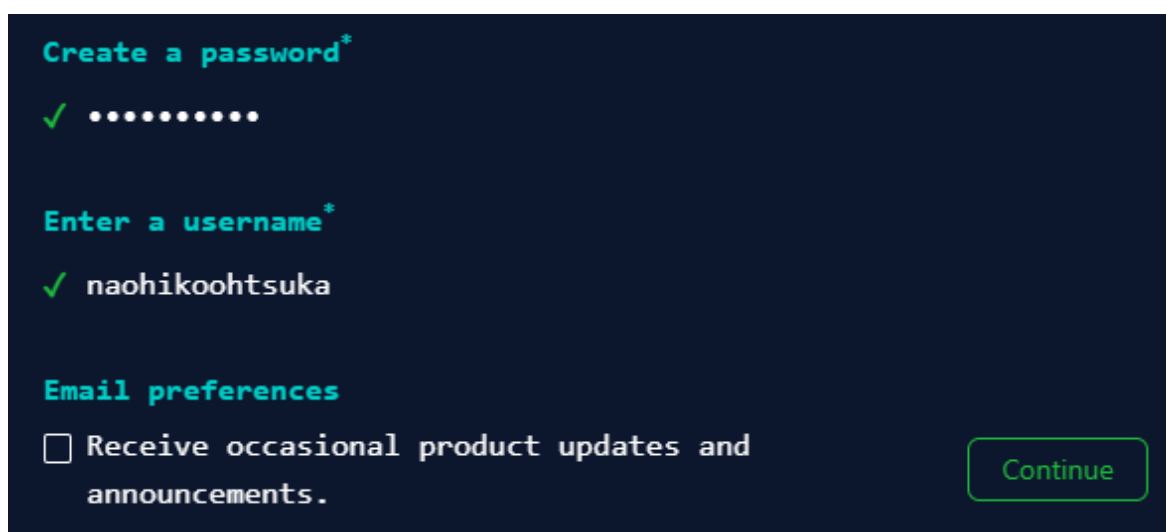 Create a password*
✓ ••••••••••
Enter a username*
✓ naohikoohtsuka
Email preferences
Receive occasional product updates and
announcements.
Continue